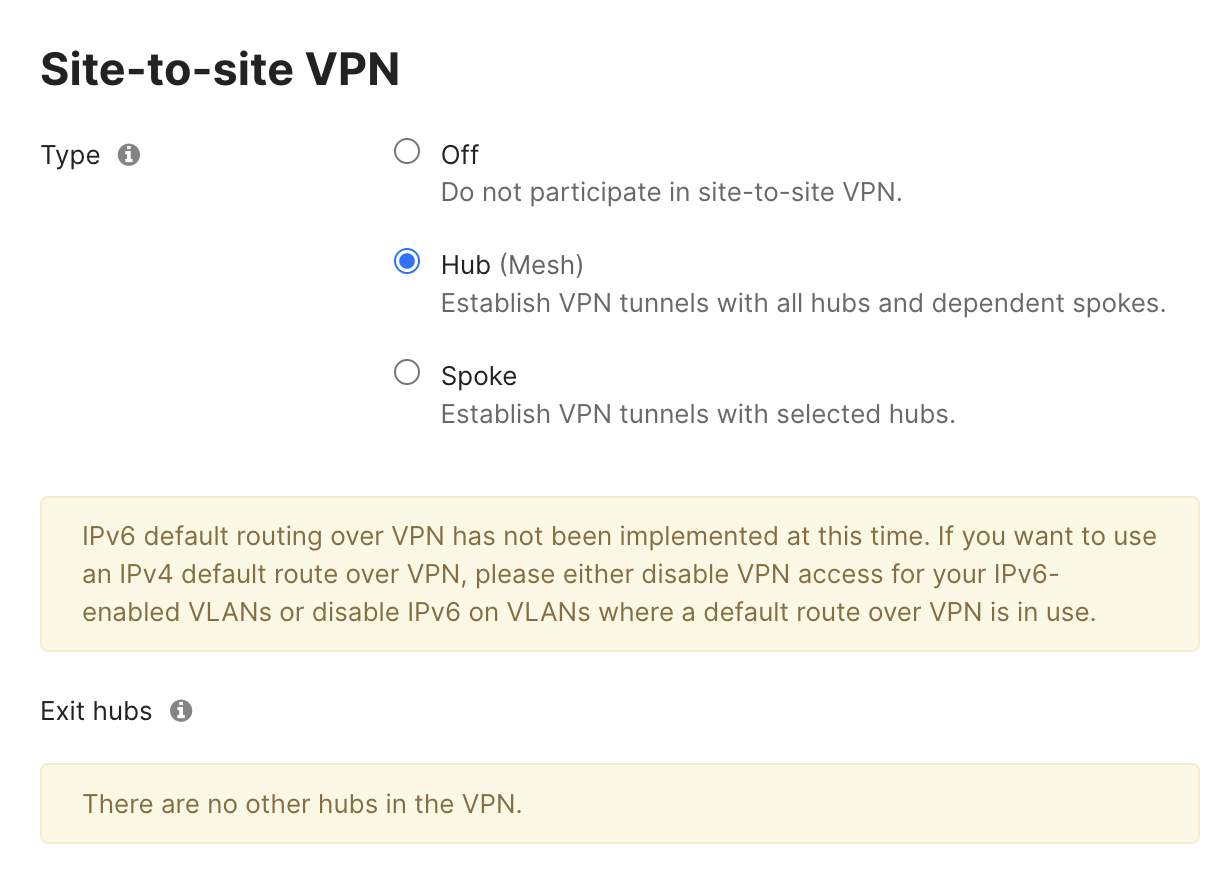 Site-to-site VPN
Type
Off
Do not participate in site-to-site VPN.
Hub (Mesh)
Establish VPN tunnels with all hubs and dependent spokes.
Spoke
Establish VPN tunnels with selected hubs.
IPv6 default routing over VPN has not been implemented at this time. If you want to use
an IPv4 default route over VPN, please either disable VPN access for your IPv6-
enabled VLANs or disable IPv6 on VLANs where a default route over VPN is in use.
Exit hubs
There are no other hubs in the VPN.